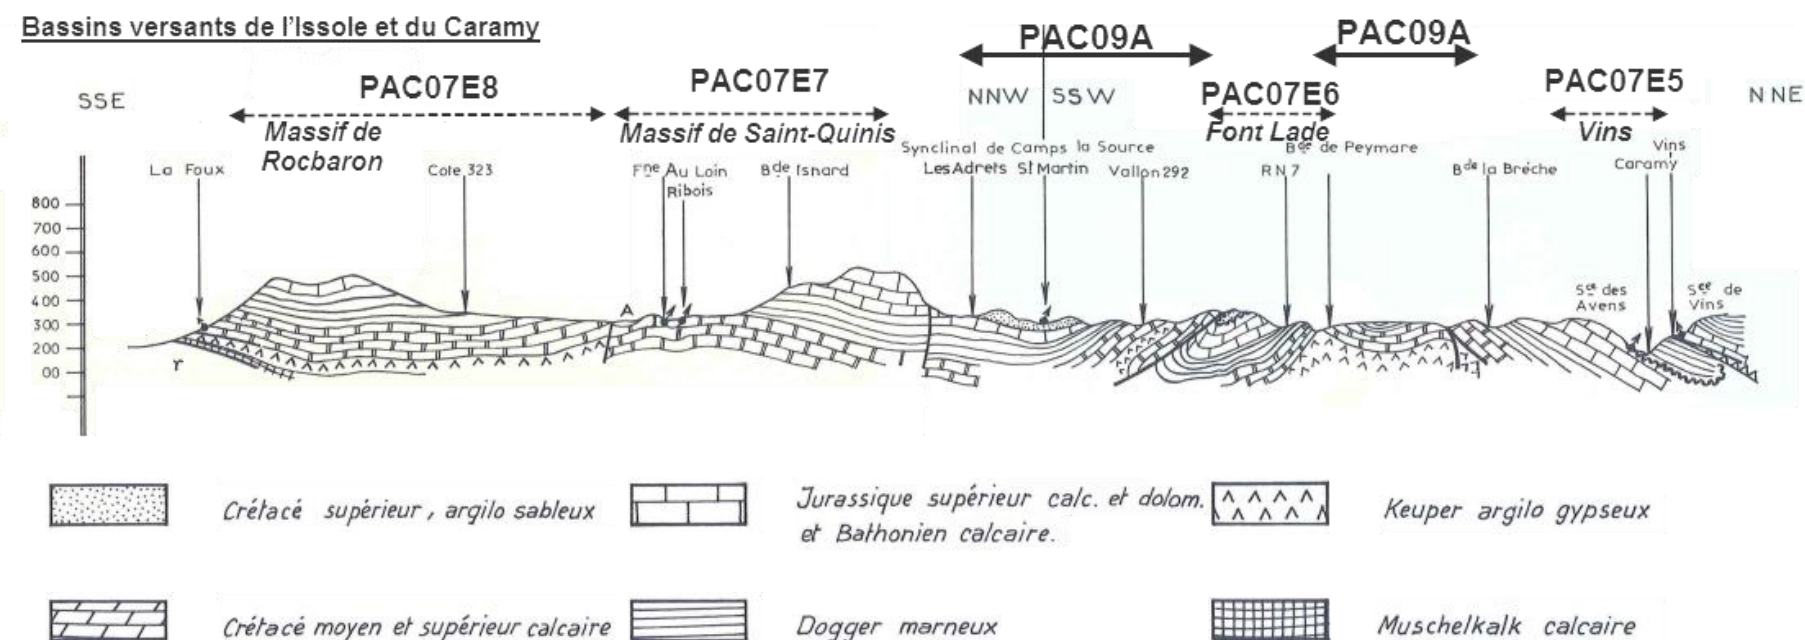 Bassins versants de l'Issole et du Caramy
PAC09A
PAC09A
PAC07E8
PAC07E7
PAC07E6
PAC07E5
SSE
NNW
SSW
NNE
Massif de
Rocbaron
Massif de Saint-Quinis
Font Lade
Vins
Synclinal de Camps la Source
Bde de Peymare
Vins
La Foux
Cote 323
Fne Au Loin
Ribois
Bde Isnard
Les Adrets
St Martin
Vallon 292
RN7
Bde la Brèche
Caramy
800
700
600
500
400
300
200
00
A
r
Sce des
Avens
Sce de
Vins
Crétacé supérieur, argilo sableux
Jurassique supérieur calc. et dolom.
et Bathonien calcaire.
Keuper argilo gypseux
Crétacé moyen et supérieur calcaire
Dogger marneux
Muschelkalk calcaire